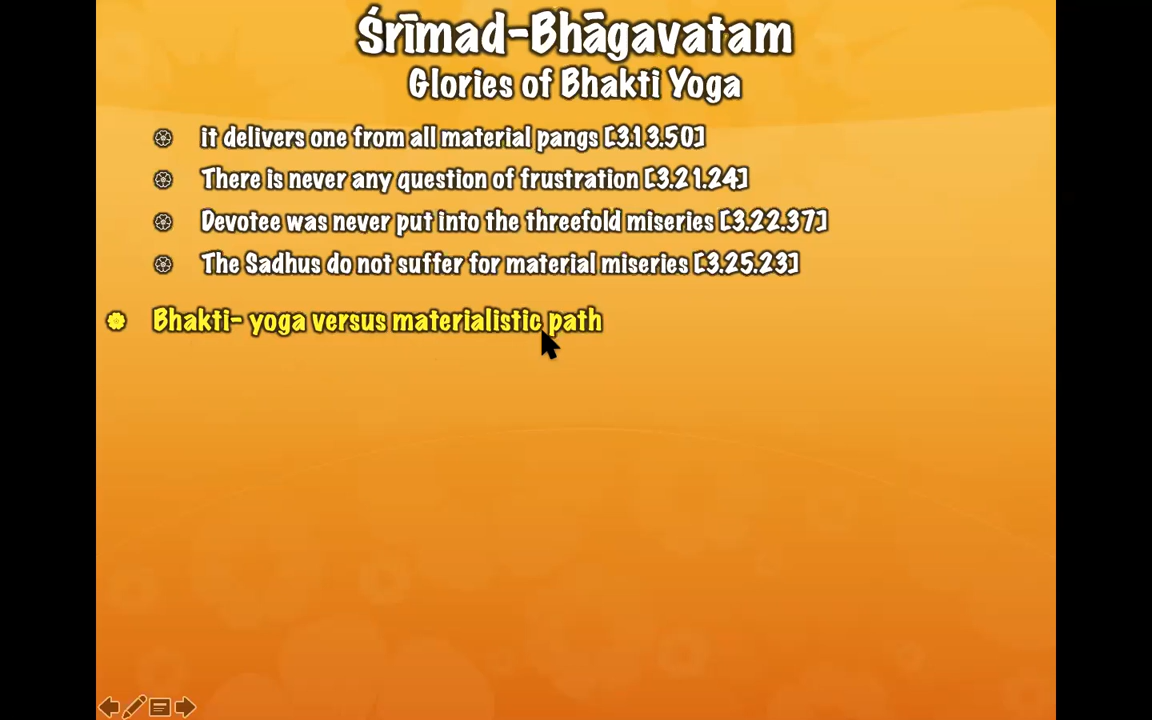 Śrīmad-Bhāgavatam
Glories of Bhakti Yoga
it delivers one from all material pangs [3.13.50]
There is never any question of frustration [3.21.24]
Devotee was never put into the threefold miseries [3.22.37]
The Sadhus do not suffer for material miseries [3.25.23]
Bhakti- yoga versus materialistic path